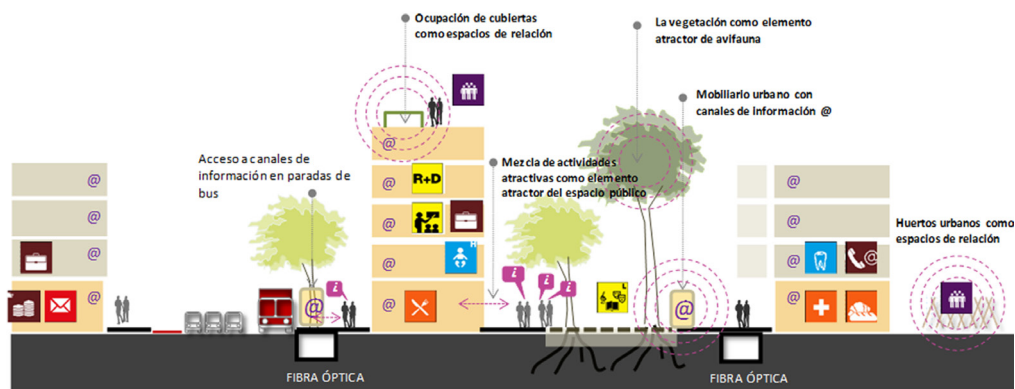 Ocupación de cubiertas
como espacios de relación
La vegetación como elemento
atractor de avifauna
Mobiliario urbano con
canales de información @
Acceso a canales de
información en paradas de
bus
Mezcla de actividades
atractivas como elemento
atractor del espacio público
Huertos urbanos como
espacios de relación
@
@
@
@
@
R+D
@
@
@
H
@
@
i
i
i
i
L
@
@
@
@
@
@
FIBRA ÓPTICA
FIBRA ÓPTICA